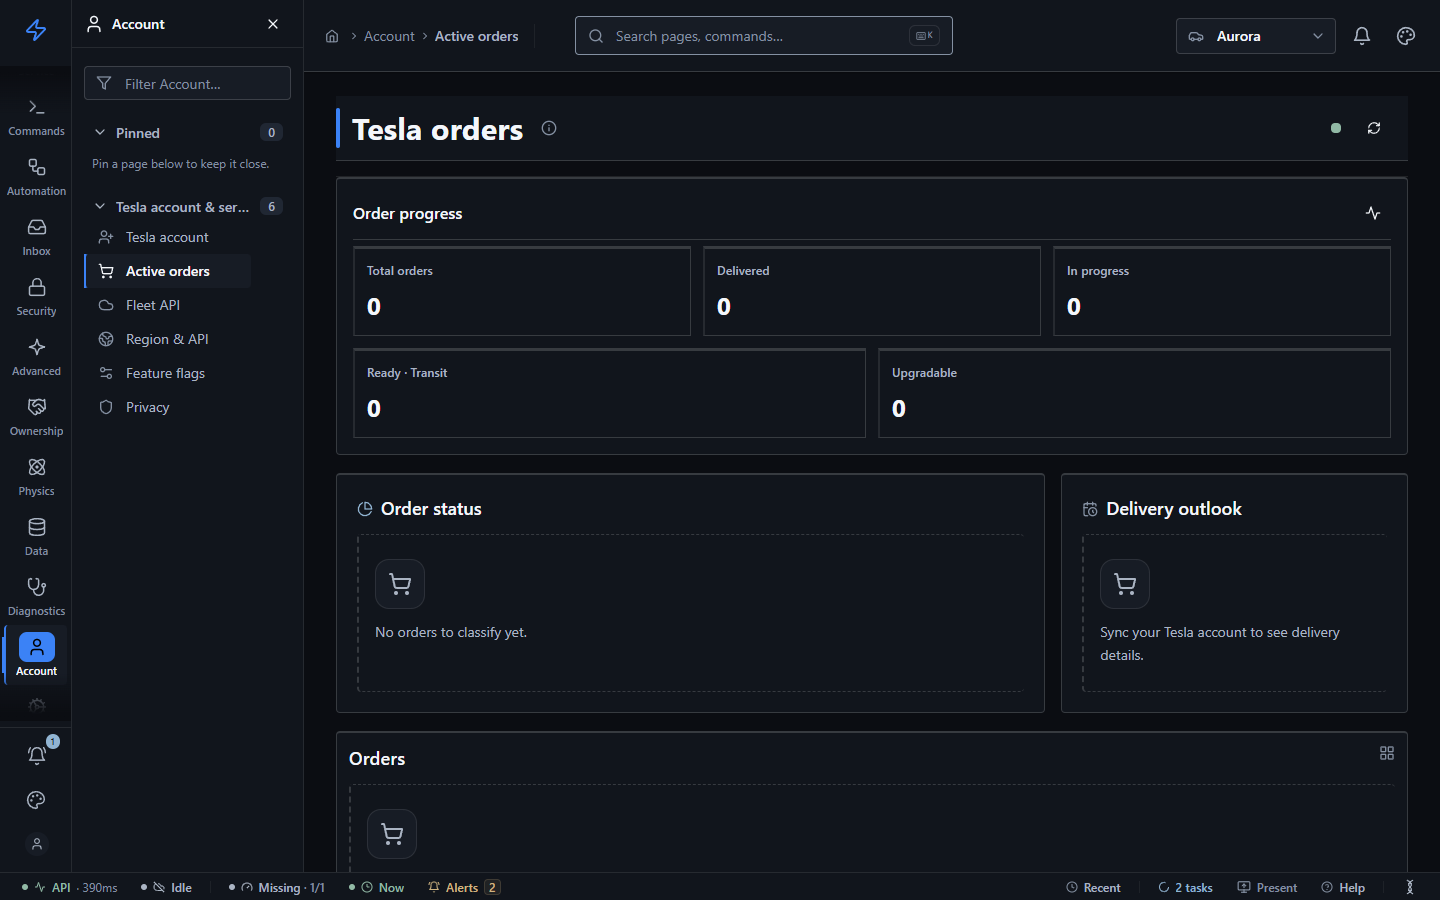 Account
Account
Active orders
Search pages, commands...
K
Aurora
Filter Account...
Pinned
0
Pin a page below to keep it close.
Tesla account & ser...
6
Tesla account
Active orders
Fleet API
Region & API
Feature flags
Privacy
Commands
Automation
Inbox
Security
Advanced
Ownership
Physics
Data
Diagnostics
Account
1
Tesla orders
Order progress
Total orders
0
Delivered
0
In progress
0
Ready · Transit
0
Upgradable
0
Order status
No orders to classify yet.
Delivery outlook
Sync your Tesla account to see delivery
details.
Orders
API · 390ms
Idle
Missing · 1/1
Now
Alerts 2
Recent
2 tasks
Present
Help